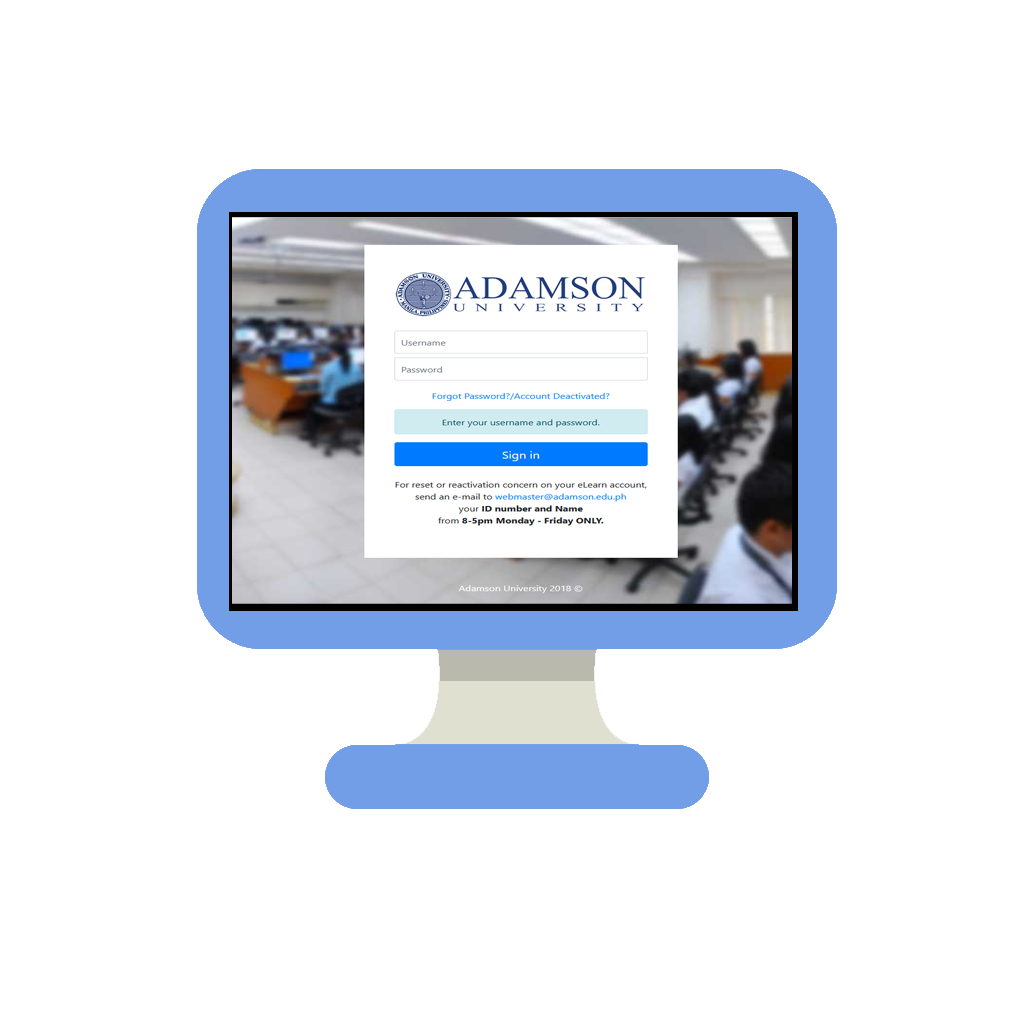 ADAMSON UNIVERSITY
MANILA, PHILIPPINES
ADAMSON
UNIVERSITY
Username
Password
Forgot Password?/Account Deactivated?
Enter your username and password.
Sign in
For reset or reactivation concern on your eLearn account,
send an e-mail to webmaster@adamson.edu.ph
your ID number and Name
from 8-5pm Monday - Friday ONLY.
Adamson University 2018 ©